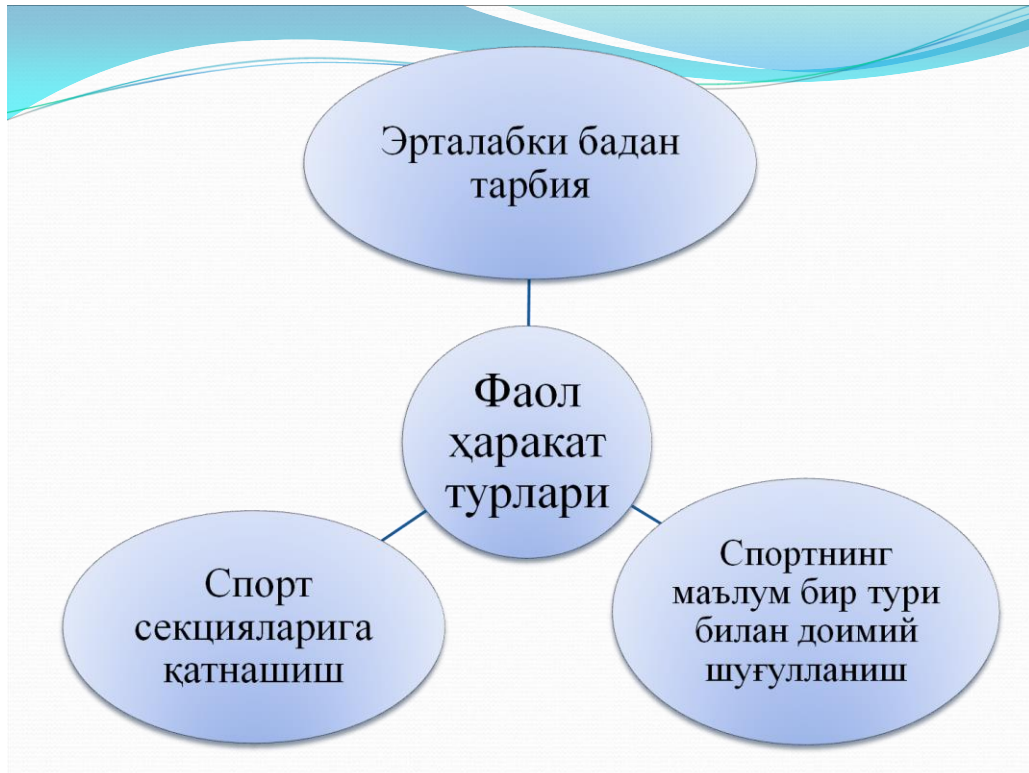 Эрталабки бадан
тарбия
Фаол
ҳаракат
турлари
Спорт
секцияларига
қатнашиш
Спортнинг
маълум бир тури
билан доимий
шуғулланиш